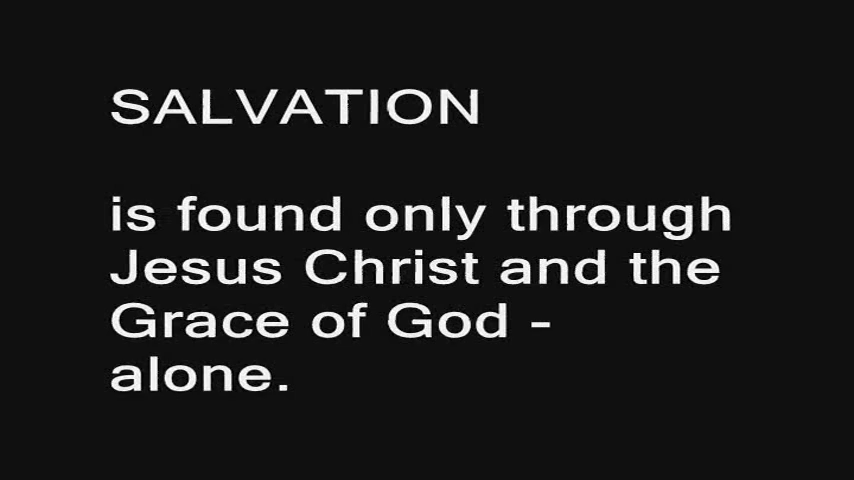 SALVATION
is found only through
Jesus Christ and the
Grace of God -
alone.